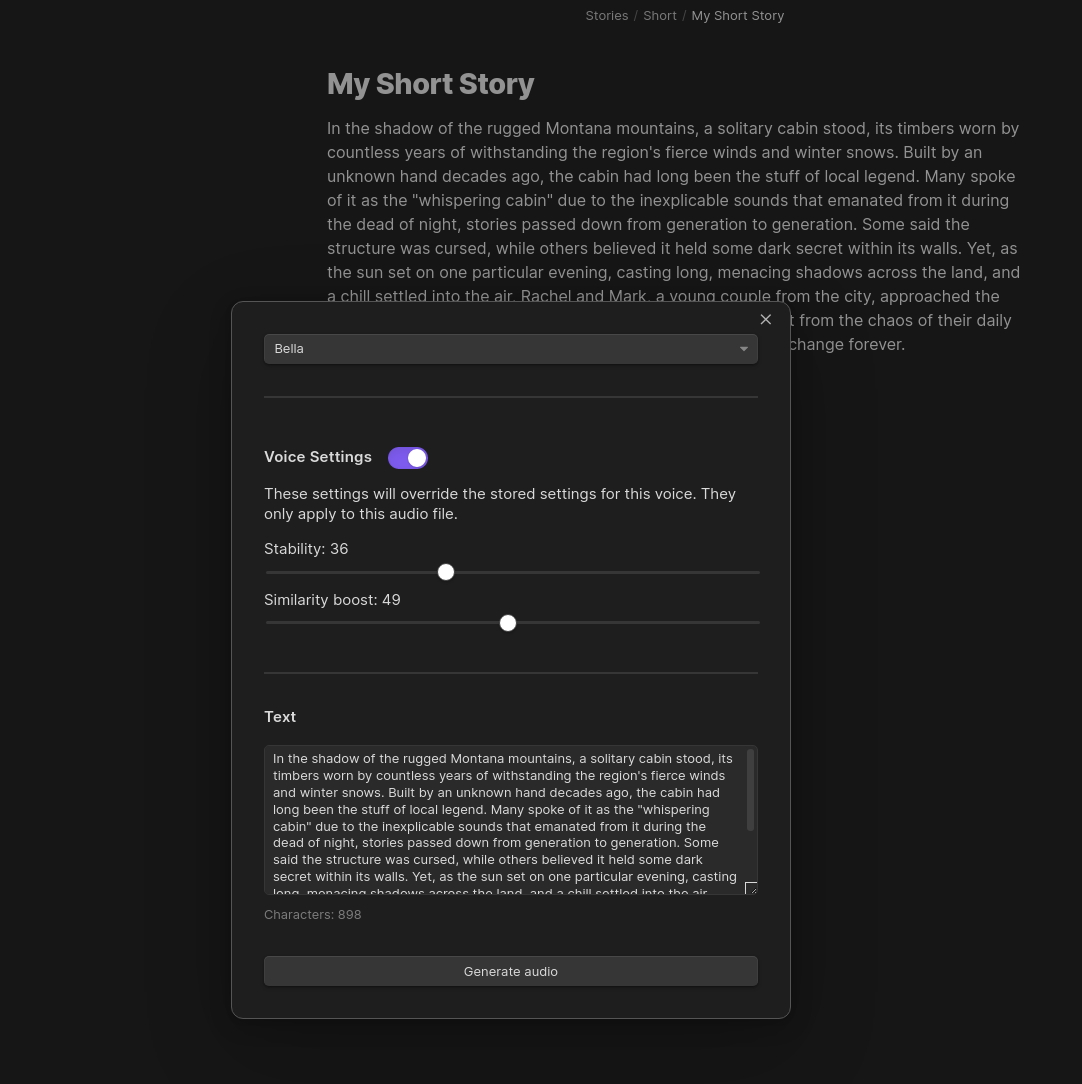 Stories / Short / My Short Story
My Short Story
In the shadow of the rugged Montana mountains, a solitary cabin stood, its timbers worn by
countless years of withstanding the region's fierce winds and winter snows. Built by an
unknown hand decades ago, the cabin had long been the stuff of local legend. Many spoke
of it as the "whispering cabin" due to the inexplicable sounds that emanated from it during
the dead of night, stories passed down from generation to generation. Some said the
structure was cursed, while others believed it held some dark secret within its walls. Yet, as
the sun set on one particular evening, casting long, menacing shadows across the land, and
a chill settled into the air, Rachel and Mark, a young couple from the city, approached the
from the chaos of their daily
change forever.
Bella
Voice Settings
These settings will override the stored settings for this voice. They
only apply to this audio file.
Stability: 36
Similarity boost: 49
Text
In the shadow of the rugged Montana mountains, a solitary cabin stood, its
timbers worn by countless years of withstanding the region's fierce winds
and winter snows. Built by an unknown hand decades ago, the cabin had
long been the stuff of local legend. Many spoke of it as the "whispering
cabin" due to the inexplicable sounds that emanated from it during the
dead of night, stories passed down from generation to generation. Some
said the structure was cursed, while others believed it held some dark
secret within its walls. Yet, as the sun set on one particular evening, casting
long, menacing shadows across the land, and a chill settled into the air,
Characters: 898
Generate audio